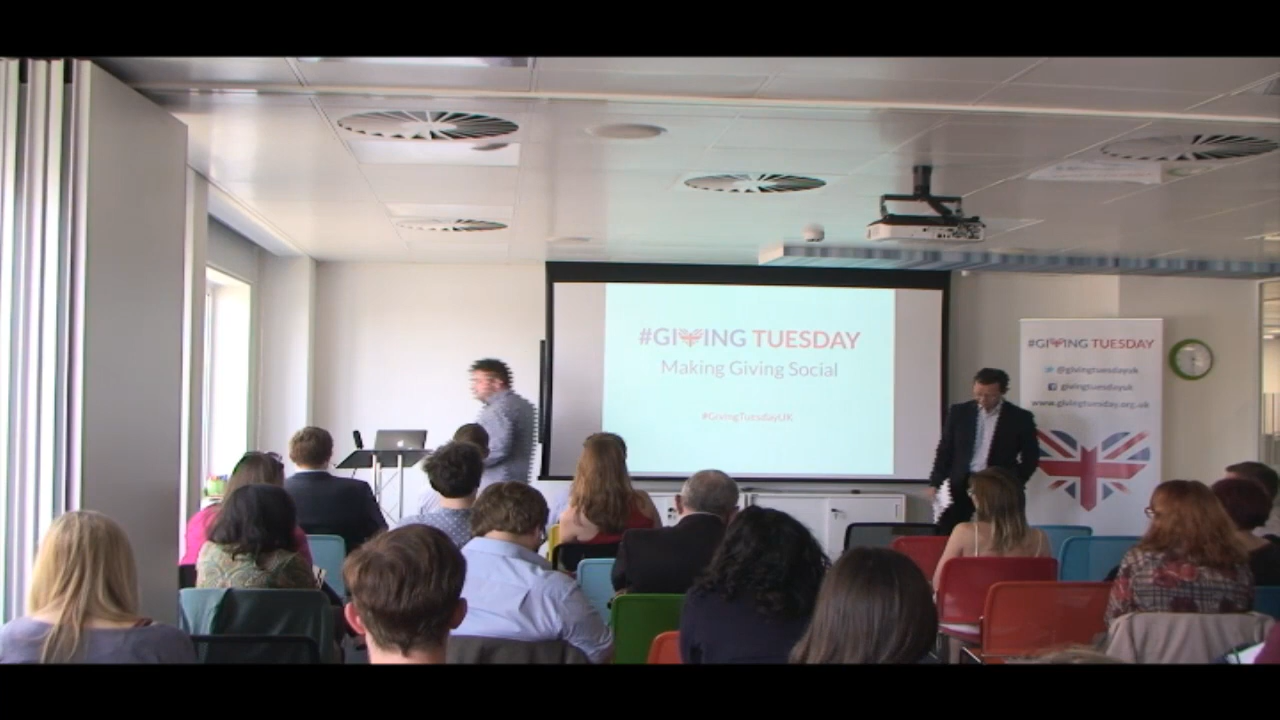 #GIVING TUESDAY
Making Giving Social
#GivingTuesdayUK
#GIVING TUESDAY
@givingtuesdayuk
givingtuesdayuk
www.givingtuesday.org.uk